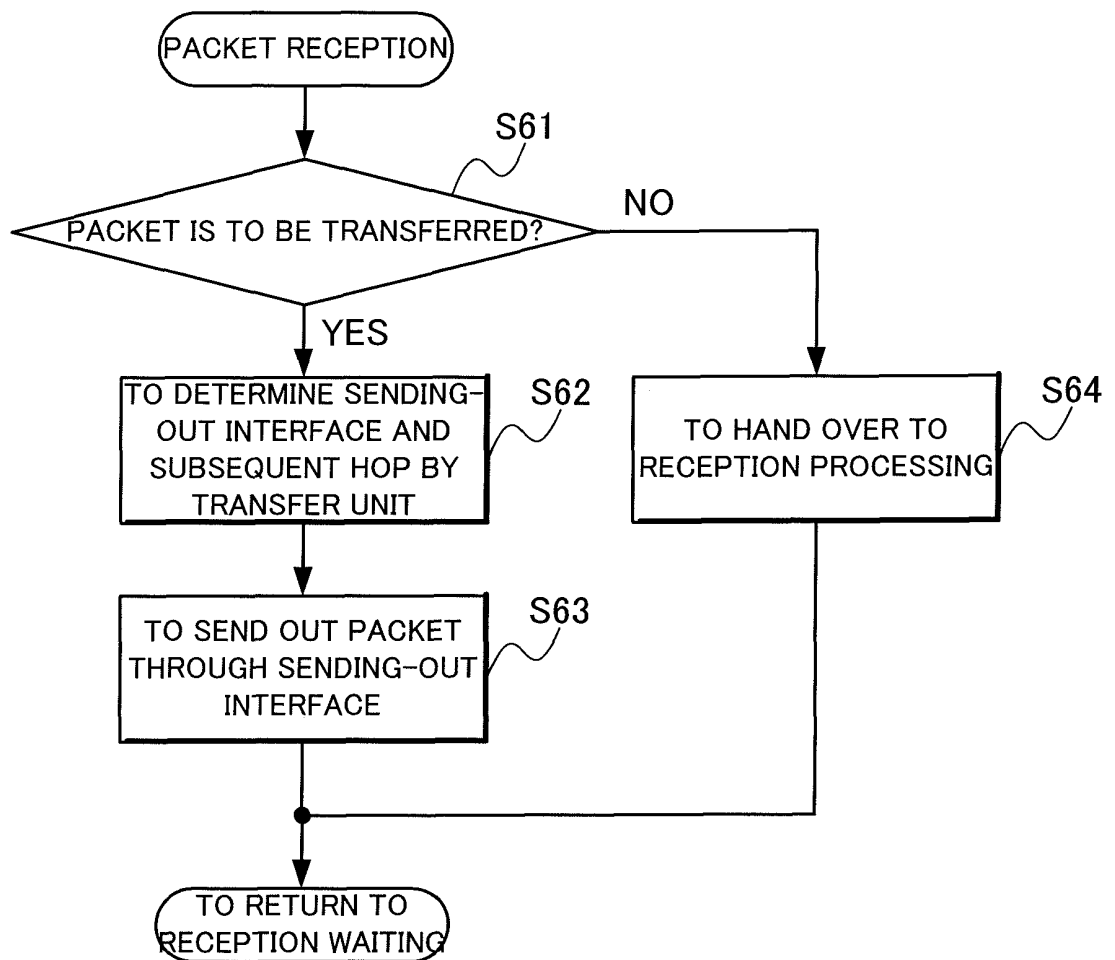 PACKET RECEPTION
S61
PACKET IS TO BE TRANSFERRED?
NO
YES
TO DETERMINE SENDING-
OUT INTERFACE AND
SUBSEQUENT HOP BY
TRANSFER UNIT
S62
TO HAND OVER TO
RECEPTION PROCESSING
S64
TO SEND OUT PACKET
THROUGH SENDING-OUT
INTERFACE
S63
TO RETURN TO
RECEPTION WAITING